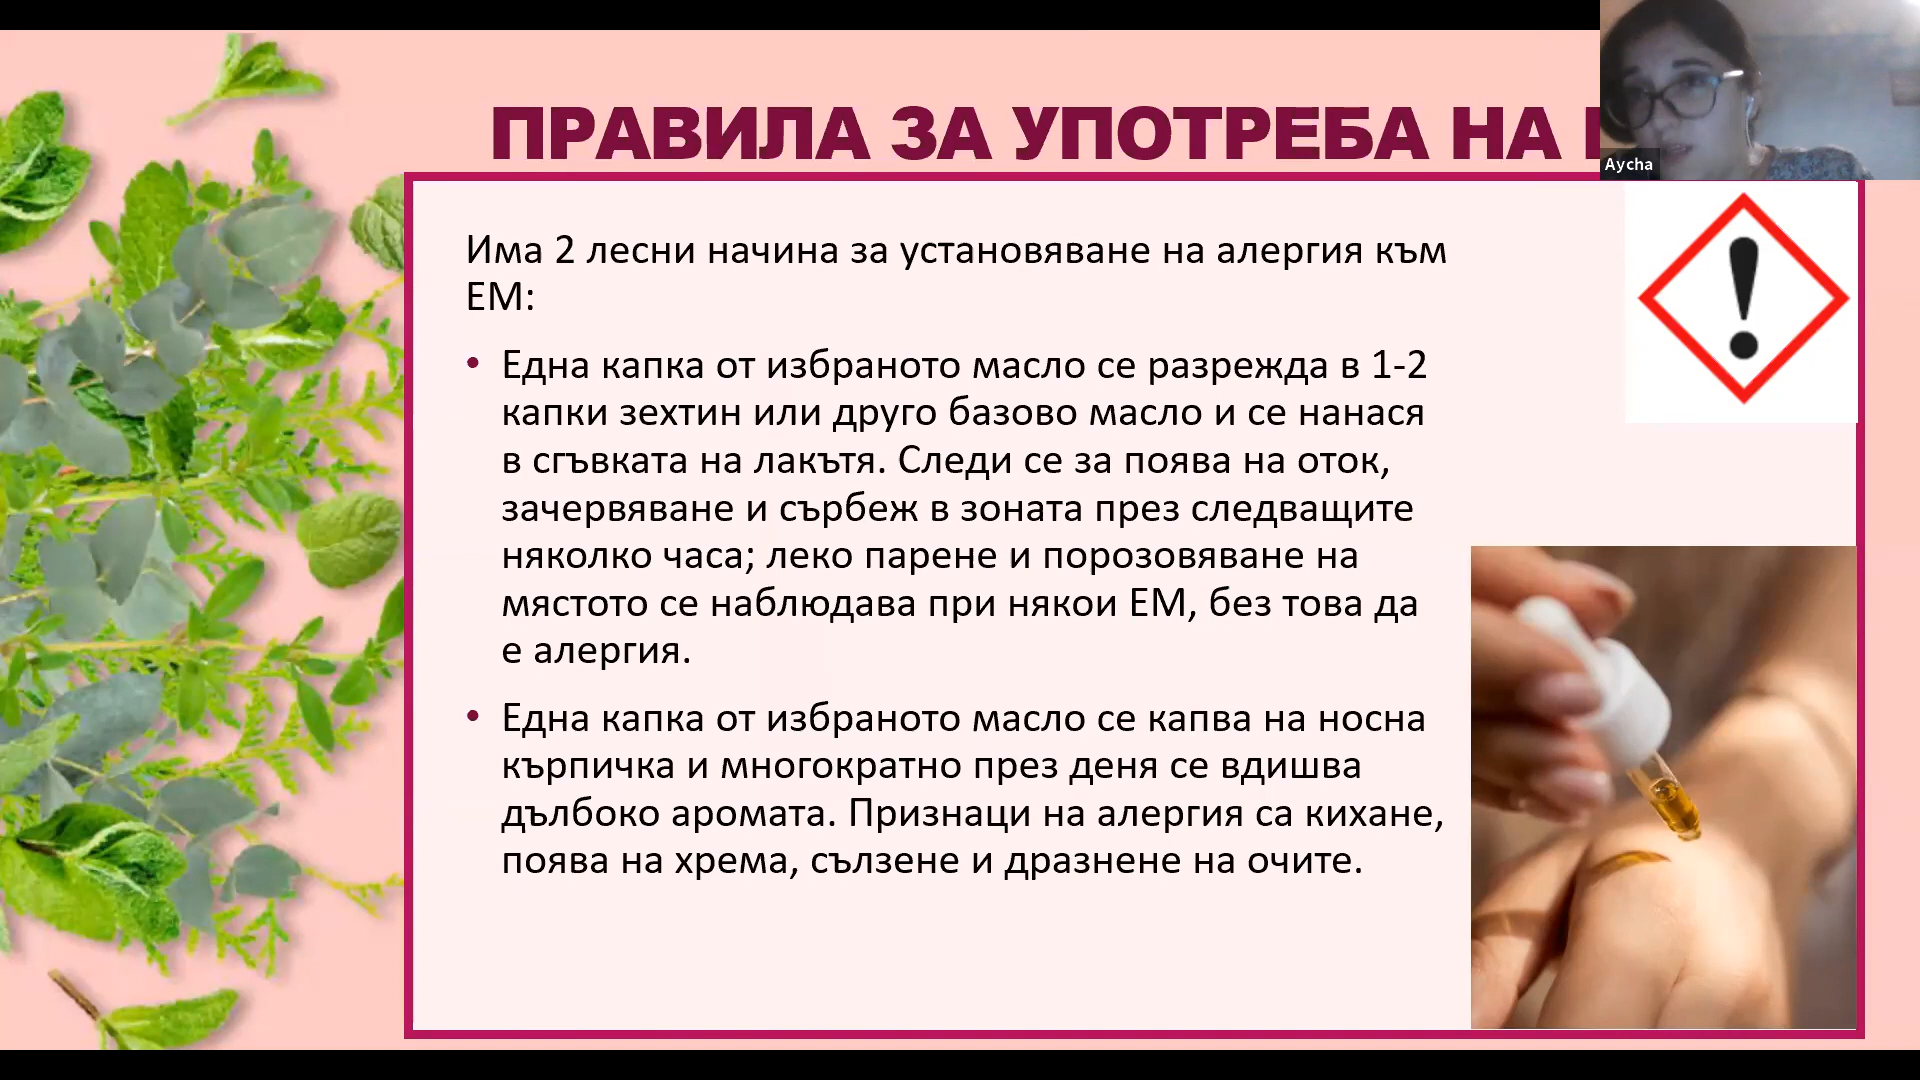 ПРАВИЛА ЗА УПОТРЕБА НА
Aycha
Има 2 лесни начина за установяване на алергия към
ЕМ:
• Една капка от избраното масло се разрежда в 1-2
капки зехтин или друго базово масло и се нанася
в сгъвката на лакътя. Следи се за поява на оток,
зачервяване и сърбеж в зоната през следващите
няколко часа; леко парене и порозовяване на
мястото се наблюдава при някои ЕМ, без това да
е алергия.
• Една капка от избраното масло се капва на носна
кърпичка и многократно през деня се вдишва
дълбоко аромата. Признаци на алергия са кихане,
поява на хрема, сълзене и дразнене на очите.